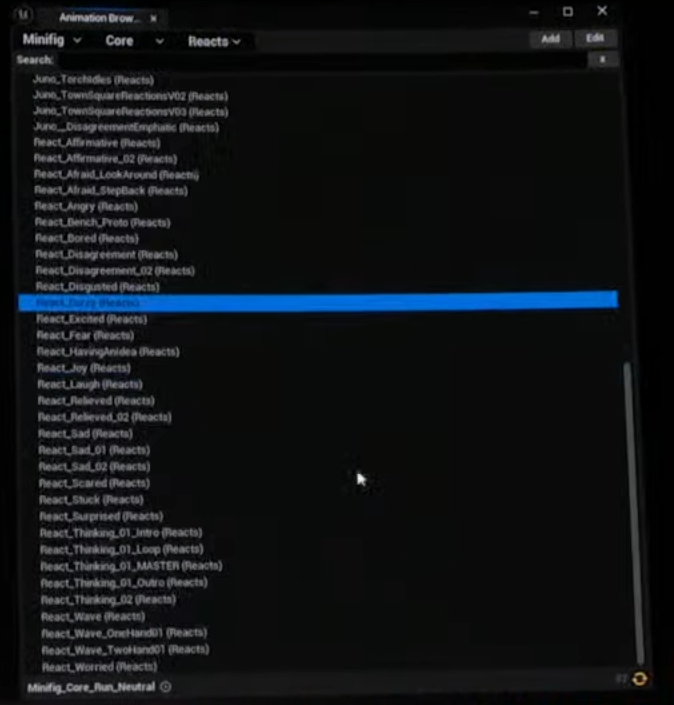 Animation Brow... ×
Minifig Core Reacts Add Edit
Search: x
Juno_TorchIdles (Reacts)
Juno_TownSquareReactionsV02 (Reacts)
Juno_TownSquareReactionsV03 (Reacts)
Juno__DisagreementEmphatic (Reacts)
React_Affirmative (Reacts)
React_Affirmative_02 (Reacts)
React_Afraid_LookAround (Reacts)
React_Afraid_StepBack (Reacts)
React_Angry (Reacts)
React_Bench_Proto (Reacts)
React_Bored (Reacts)
React_Disagreement (Reacts)
React_Disagreement_02 (Reacts)
React_Disgusted (Reacts)
(Reacts)
React_Excited (Reacts)
React_Fear (Reacts)
React_HavingAnIdea (Reacts)
React_Joy (Reacts)
React_Laugh (Reacts)
React_Relieved (Reacts)
React_Relieved_02 (Reacts)
React_Sad (Reacts)
React_Sad_01 (Reacts)
React_Sad_02 (Reacts)
React_Scared (Reacts)
React_Stuck (Reacts)
React_Surprised (Reacts)
React_Thinking_01_Intro (Reacts)
React_Thinking_01_Loop (Reacts)
React_Thinking_01_MASTER (Reacts)
React_Thinking_01_Outro (Reacts)
React_Thinking_02 (Reacts)
React_Wave (Reacts)
React_Wave_OneHand01 (Reacts)
React_Wave_TwoHand01 (Reacts)
React_Worried (Reacts)
Minifig_Core_Run_Neutral